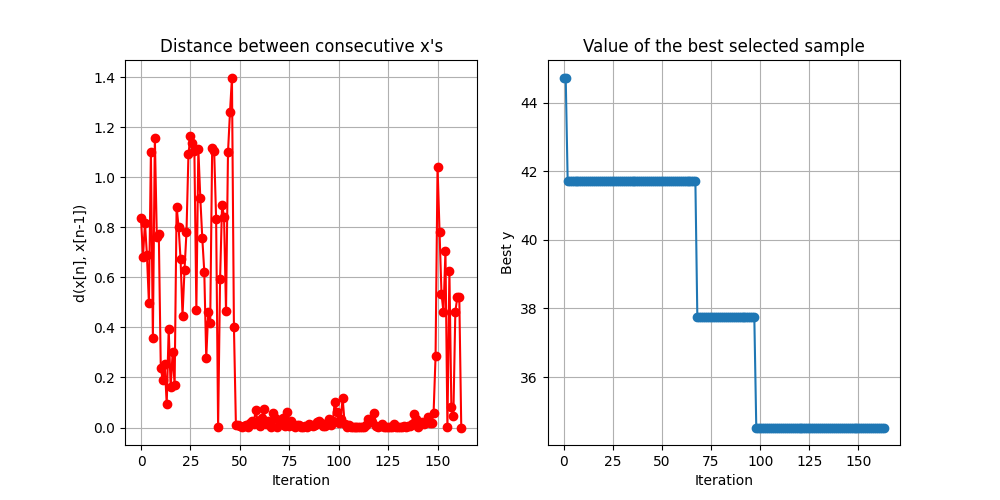 Distance between consecutive x's
1.4
1.2
1.0
0.8
0.6
0.4
0.2
0.0
d(x[n], x[n-1])
0 25 50 75 100 125 150
Iteration
Value of the best selected sample
44
42
40
38
36
Best y
0 25 50 75 100 125 150
Iteration